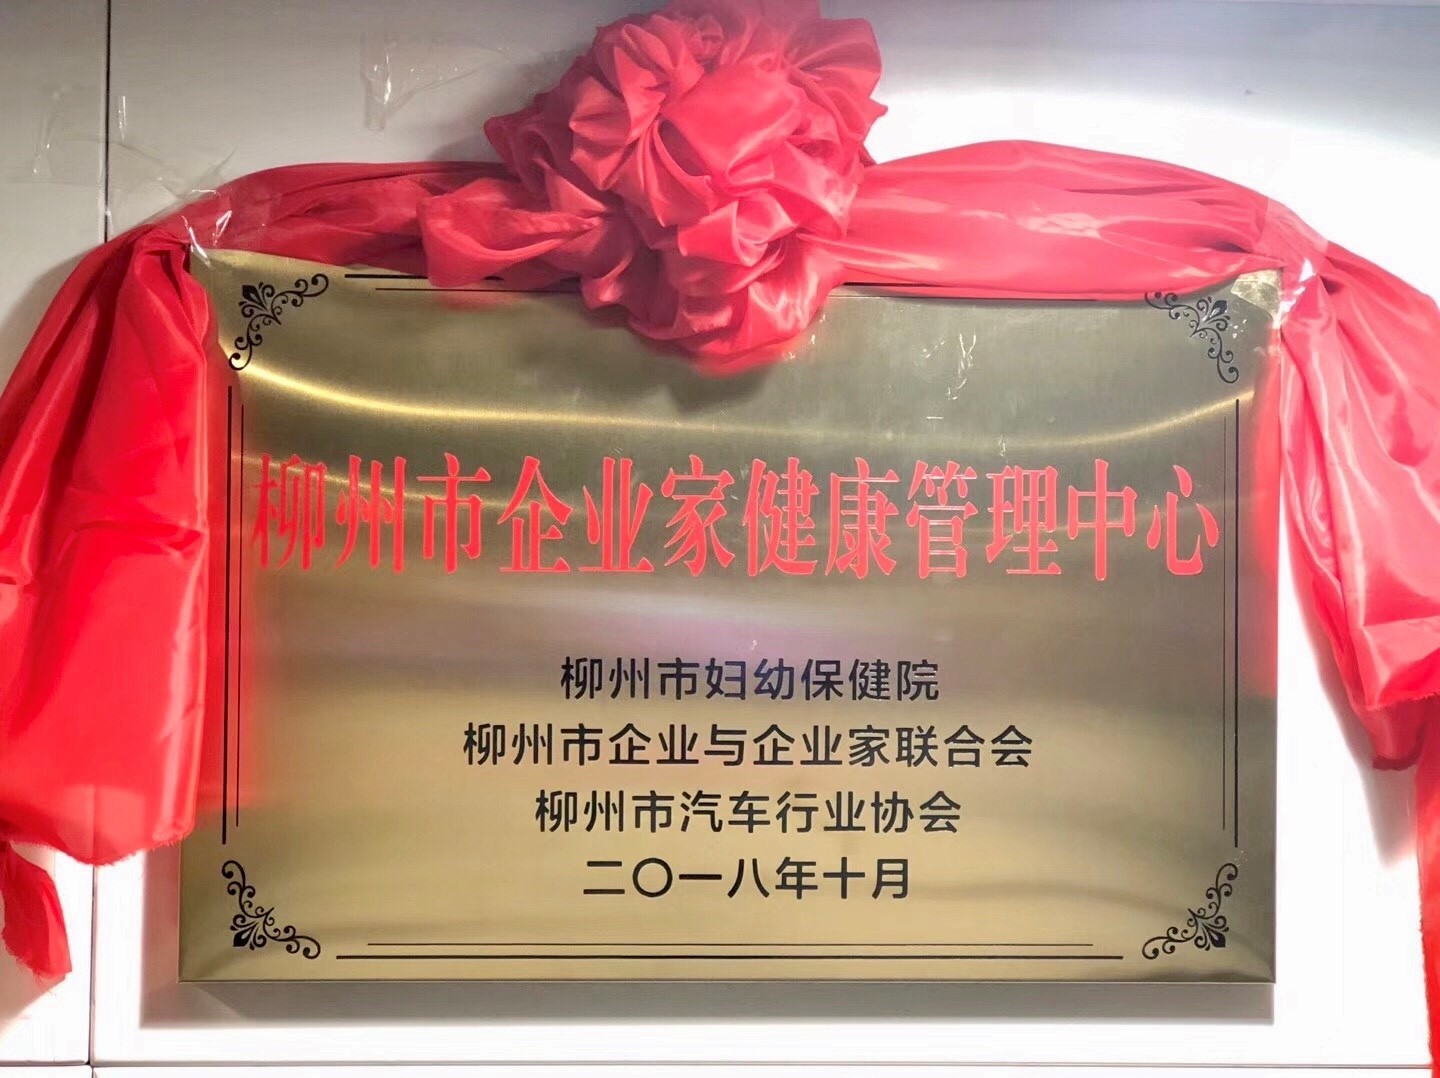 柳州市企业家健康管理中心
柳州市妇幼保健院
柳州市企业与企业家联合会
柳州市汽车行业协会
二〇一八年十月